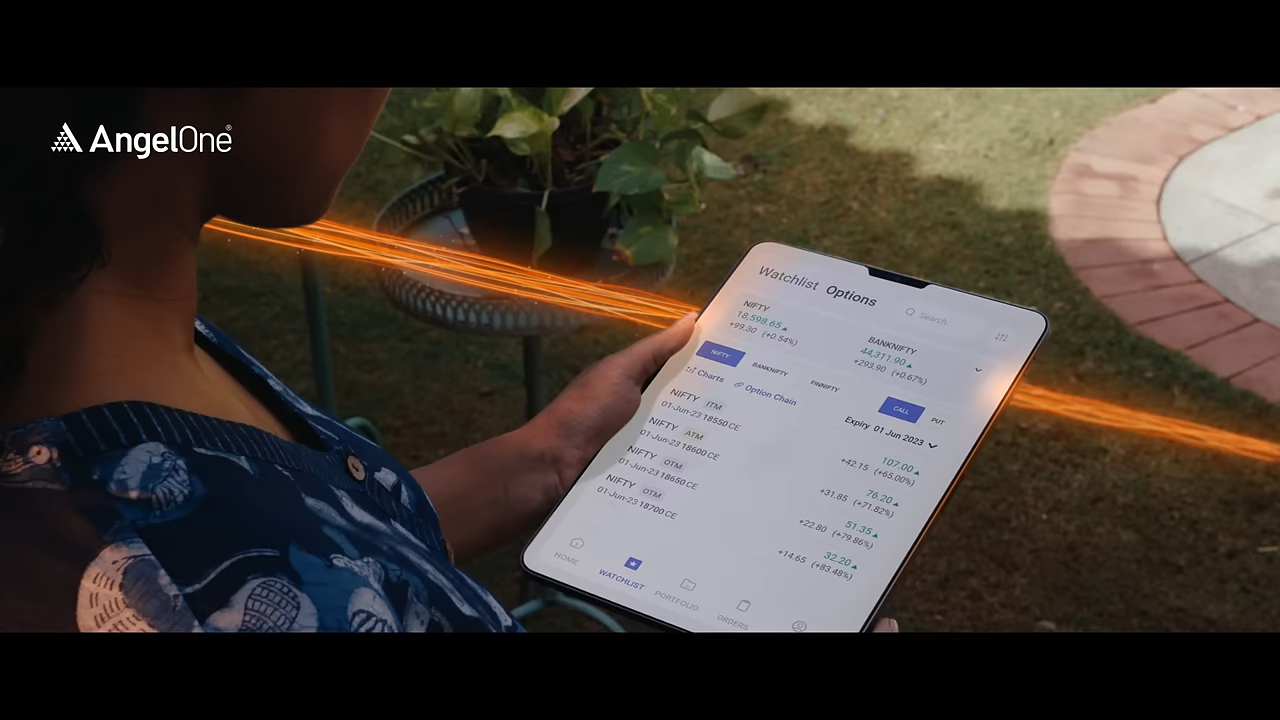 AngelOne®
Watchlist Options
Search
NIFTY
18,598.65▲
+99.30 (+0.54%)
BANKNIFTY
44,311.90▲
+293.90 (+0.67%)
NIFTY BANKNIFTY FINNIFTY CALL PUT
Charts Option Chain
Expiry 01 Jun 2023
NIFTY ITM
01-Jun-23 18550 CE
107.00▲
+42.15 (+65.00%)
NIFTY ATM
01-Jun-23 18600 CE
76.20▲
+31.85 (+71.82%)
NIFTY OTM
01-Jun-23 18650 CE
51.35▲
+22.80 (+79.86%)
NIFTY OTM
01-Jun-23 18700 CE
32.20▲
+14.65 (+83.48%)
HOME WATCHLIST PORTFOLIO ORDERS